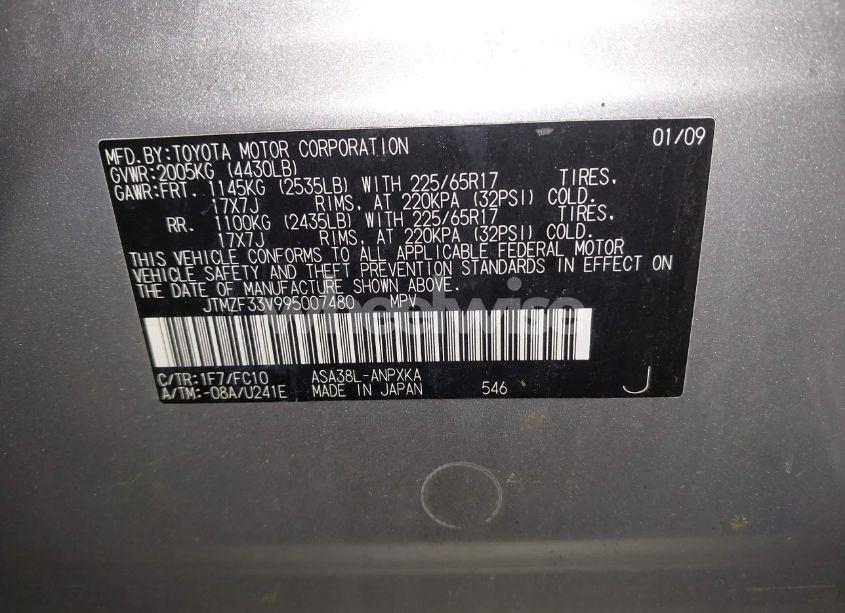 MFD.BY:TOYOTA MOTOR CORPORATION 01/09
GVWR:2005KG (4430LB)
GAWR:FRT. 1145KG (2535LB) WITH 225/65R17 TIRES,
17X7J RIMS, AT 220KPA (32PSI) COLD.
RR. 1100KG (2435LB) WITH 225/65R17 TIRES,
17X7J RIMS, AT 220KPA (32PSI) COLD.
THIS VEHICLE CONFORMS TO ALL APPLICABLE FEDERAL MOTOR
VEHICLE SAFETY AND THEFT PREVENTION STANDARDS IN EFFECT ON
THE DATE OF MANUFACTURE SHOWN ABOVE.
JTMZF33V995007480 MPV
wheelwise
C/TR:1F7/FC10 ASA38L-ANPXKA
A/TM:-08A/U241E MADE IN JAPAN 546 J